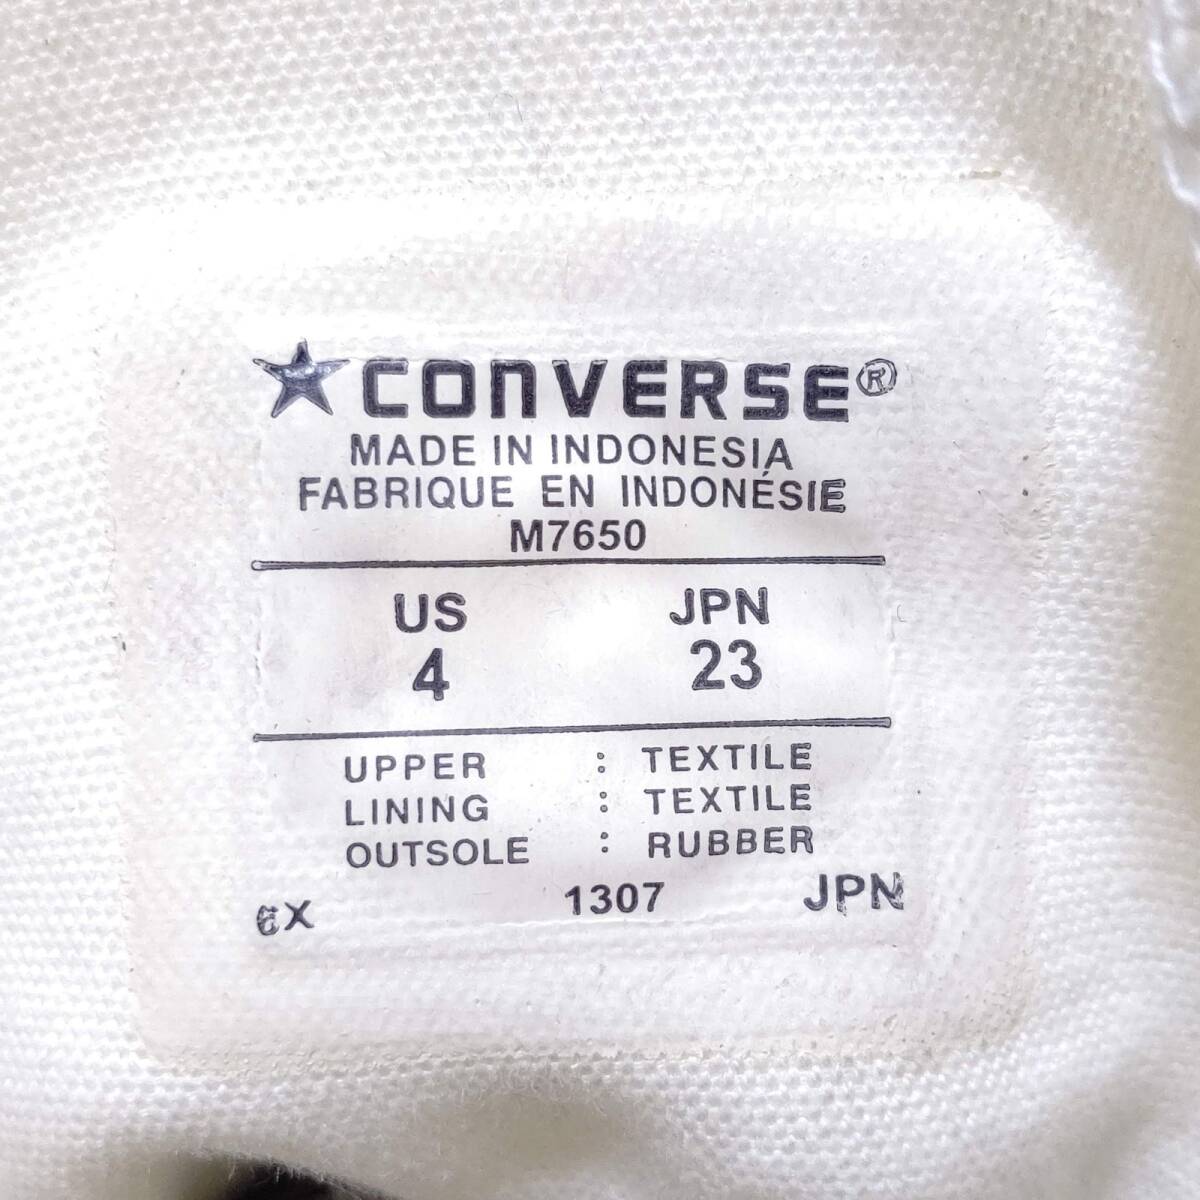 CONVERSE®
MADE IN INDONESIA
FABRIQUE EN INDONÉSIE
M7650
US JPN
4 23
UPPER : TEXTILE
LINING : TEXTILE
OUTSOLE : RUBBER
1307 JPN